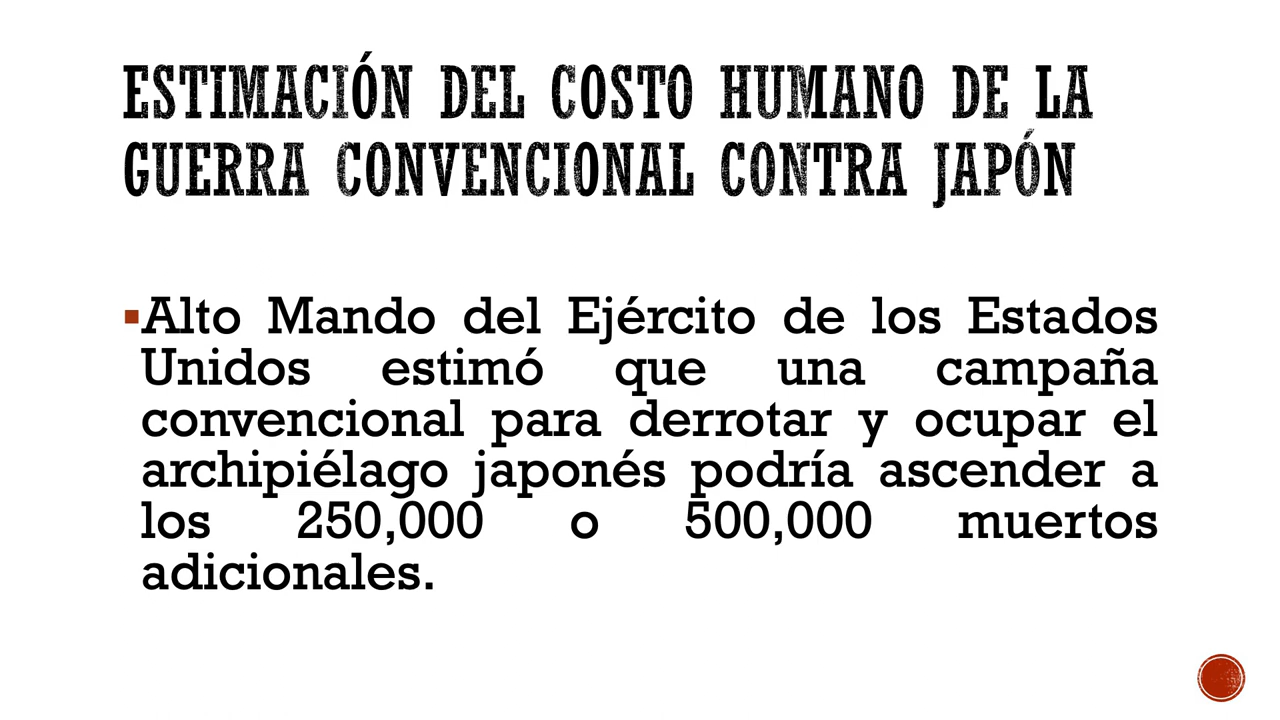 ESTIMACIÓN DEL COSTO HUMANO DE LA
GUERRA CONVENCIONAL CONTRA JAPÓN
▪Alto Mando del Ejército de los Estados
Unidos estimó que una campaña
convencional para derrotar y ocupar el
archipiélago japonés podría ascender a
los 250,000 o 500,000 muertos
adicionales.